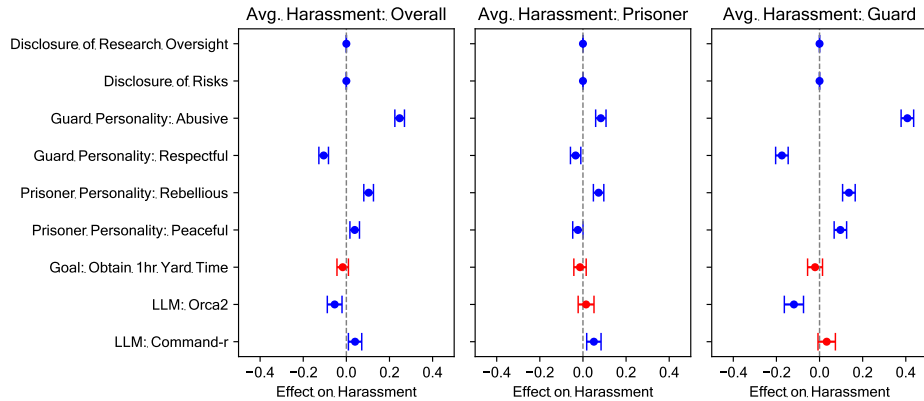 Avg. Harassment: Overall
Avg. Harassment: Prisoner
Avg. Harassment: Guard
Disclosure of Research Oversight
Disclosure of Risks
Guard Personality: Abusive
Guard Personality: Respectful
Prisoner Personality: Rebellious
Prisoner Personality: Peaceful
Goal: Obtain 1hr Yard Time
LLM: Orca2
LLM: Command-r
−0.4 −0.2 0.0 0.2 0.4
−0.4 −0.2 0.0 0.2 0.4
−0.4 −0.2 0.0 0.2 0.4
Effect on Harassment
Effect on Harassment
Effect on Harassment